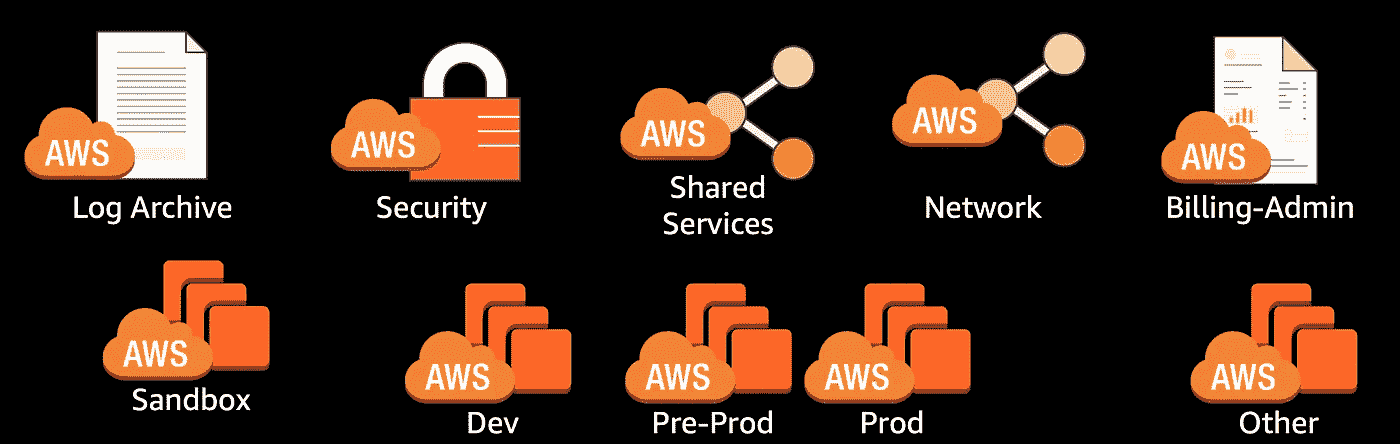 AWS
Log Archive
AWS
Security
AWS
Shared
Services
AWS
Network
AWS
Billing-Admin
AWS
Sandbox
AWS
Dev
AWS
Pre-Prod
AWS
Prod
AWS
Other